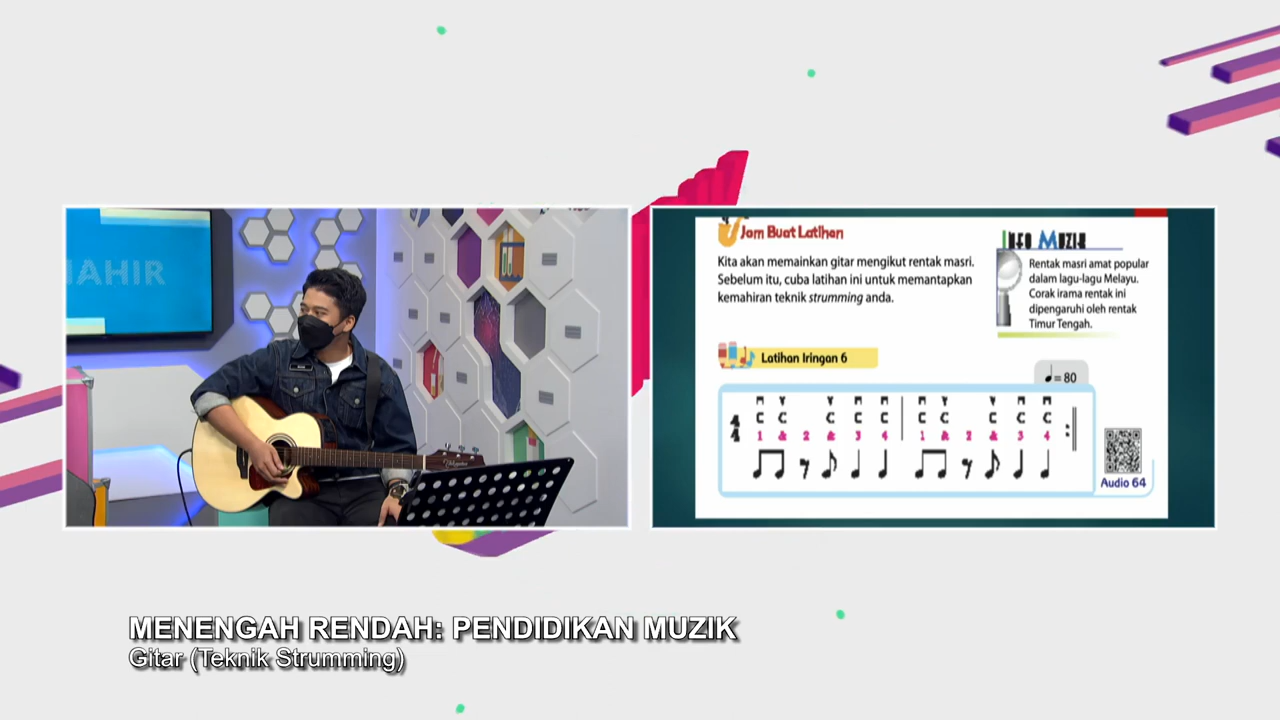 MAHIR
Jom Buat Latihan
Kita akan memainkan gitar mengikut rentak masri.
Sebelum itu, cuba latihan ini untuk memantapkan
kemahiran teknik strumming anda.
INFO MUZIK
Rentak masri amat popular
dalam lagu-lagu Melayu.
Corak irama rentak ini
dipengaruhi oleh rentak
Timur Tengah.
Latihan Iringan 6
= 80
C C C C C C C C C C
4
4
1 & 2 & 3 4 1 & 2 & 3 4
Audio 64
MENENGAH RENDAH: PENDIDIKAN MUZIK
Gitar (Teknik Strumming)